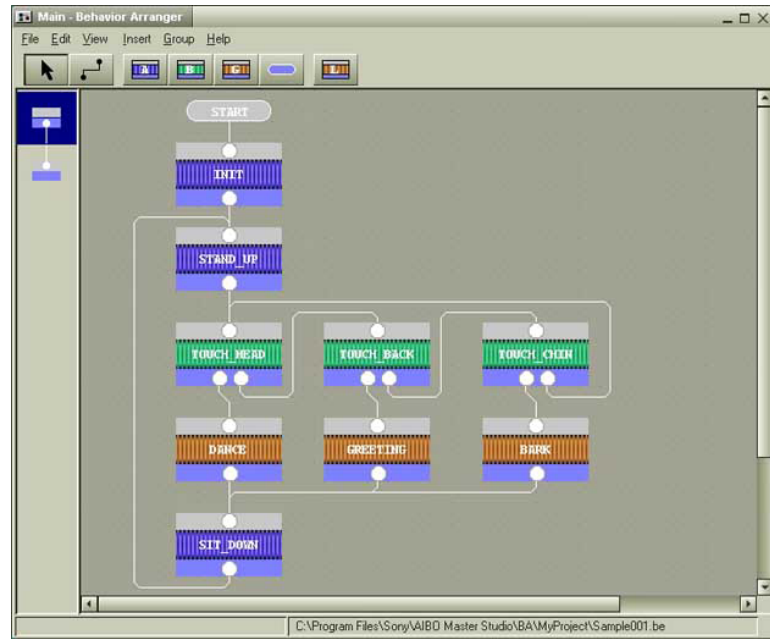 Main - Behavior Arranger
File Edit View Insert Group Help
A B G L
START
INIT
STAND_UP
TOUCH_HEAD TOUCH_BACK TOUCH_CHIN
DANCE GREETING BARK
SIT_DOWN
C:\Program Files\Sony\AIBO Master Studio\BA\MyProject\Sample001.be